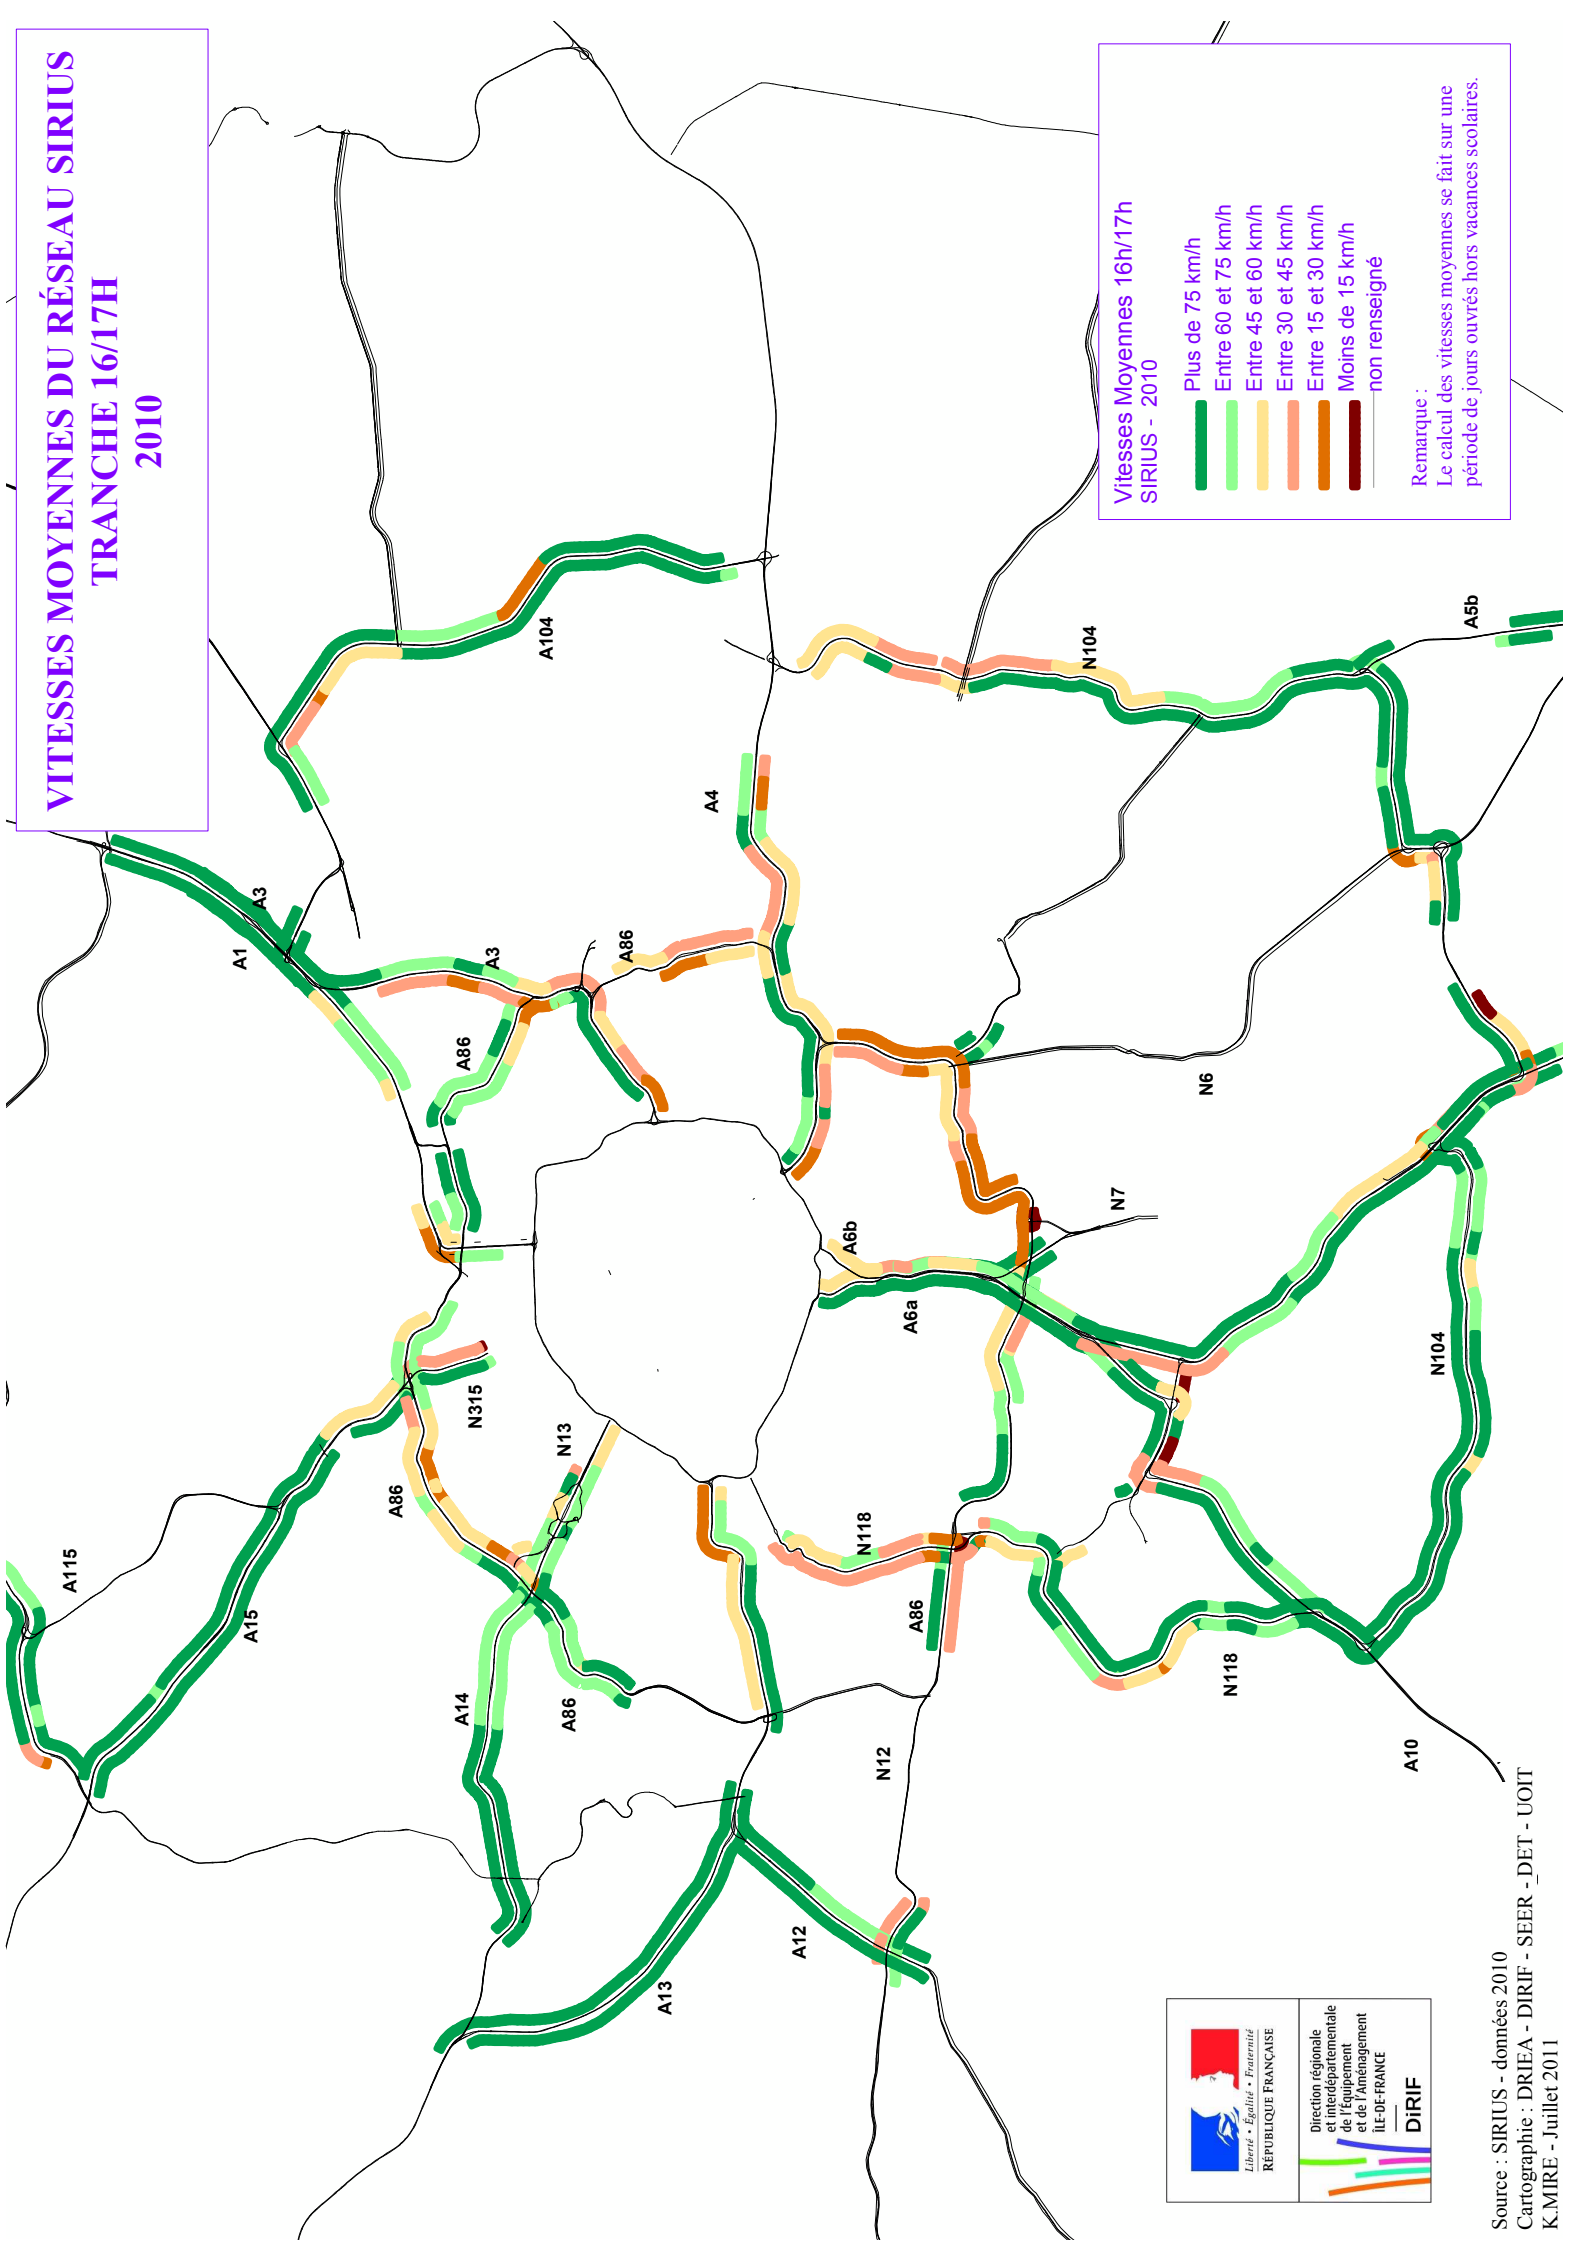 VITESSES MOYENNES DU RÉSEAU SIRIUS
TRANCHE 16/17H
2010
A115
A15
N315
A86
N13
A14
A86
A13
A12
N12
A1
A3
A3
A86
A86
A104
A4
A6b
A6a
N7
N6
N118
A86
N118
A10
N104
N104
A5b
Vitesses Moyennes 16h/17h
SIRIUS - 2010
Plus de 75 km/h
Entre 60 et 75 km/h
Entre 45 et 60 km/h
Entre 30 et 45 km/h
Entre 15 et 30 km/h
Moins de 15 km/h
non renseigné
Remarque :
Le calcul des vitesses moyennes se fait sur une
période de jours ouvrés hors vacances scolaires.
Liberté • Égalité • Fraternité
RÉPUBLIQUE FRANÇAISE
Direction régionale
et interdépartementale
de l'Équipement
et de l'Aménagement
ÎLE-DE-FRANCE
DiRIF
Source : SIRIUS - données 2010
Cartographie : DRIEA - DIRIF - SEER - DET - UOIT
K.MIRE - Juillet 2011